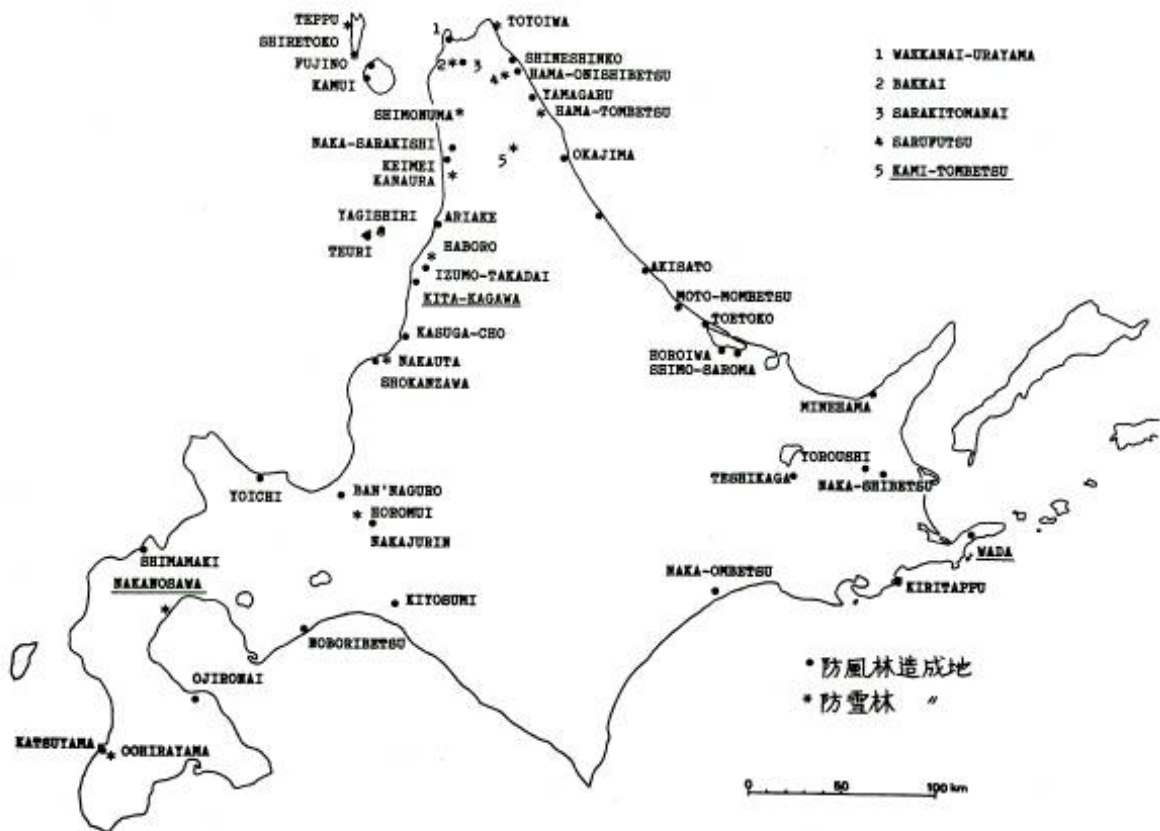 TEPPU
TOTOIWA
1
SHIRETOKO
FUJINO
KAMUI
2
3
4
SHINESHINKO
HAMA-ONISHIBETSU
YAMAGARU
SHIMONUMA
HAMA-TOMBETSU
NAKA-SARAKISHI
5
OKAJIMA
KEIMEI
KANAURA
1 WAKKANAI-URAYAMA
2 BAKKAI
3 SARAKITOMANAI
4 SARUFUTSU
5 KAMI-TOMBETSU
YAGISHIRI
TEURI
ARIAKE
HABORO
IZUMO-TAKADAI
KITA-KAGAWA
AKISATO
MOTO-MOMBETSU
TOETOKO
KASUGA-CHO
NAKAUTA
SHOKANZAWA
HOROIWA
SHIMO-SAROMA
MINEHAMA
TOROUSHI
TESHIKAGA
NAKA-SHIBETSU
YOICHI
BAN'NAGURO
HOROMUI
NAKAJURIN
SHIMAMAKI
NAKANOSAWA
WADA
NAKA-OMBETSU
KIRITAPPU
KIYOSUMI
NOBORIBETSU
OJIRONAI
KATSUYAMA
OOHIRAYAMA
• 防風林造成地
* 防雪林 〃
0 50 100 km